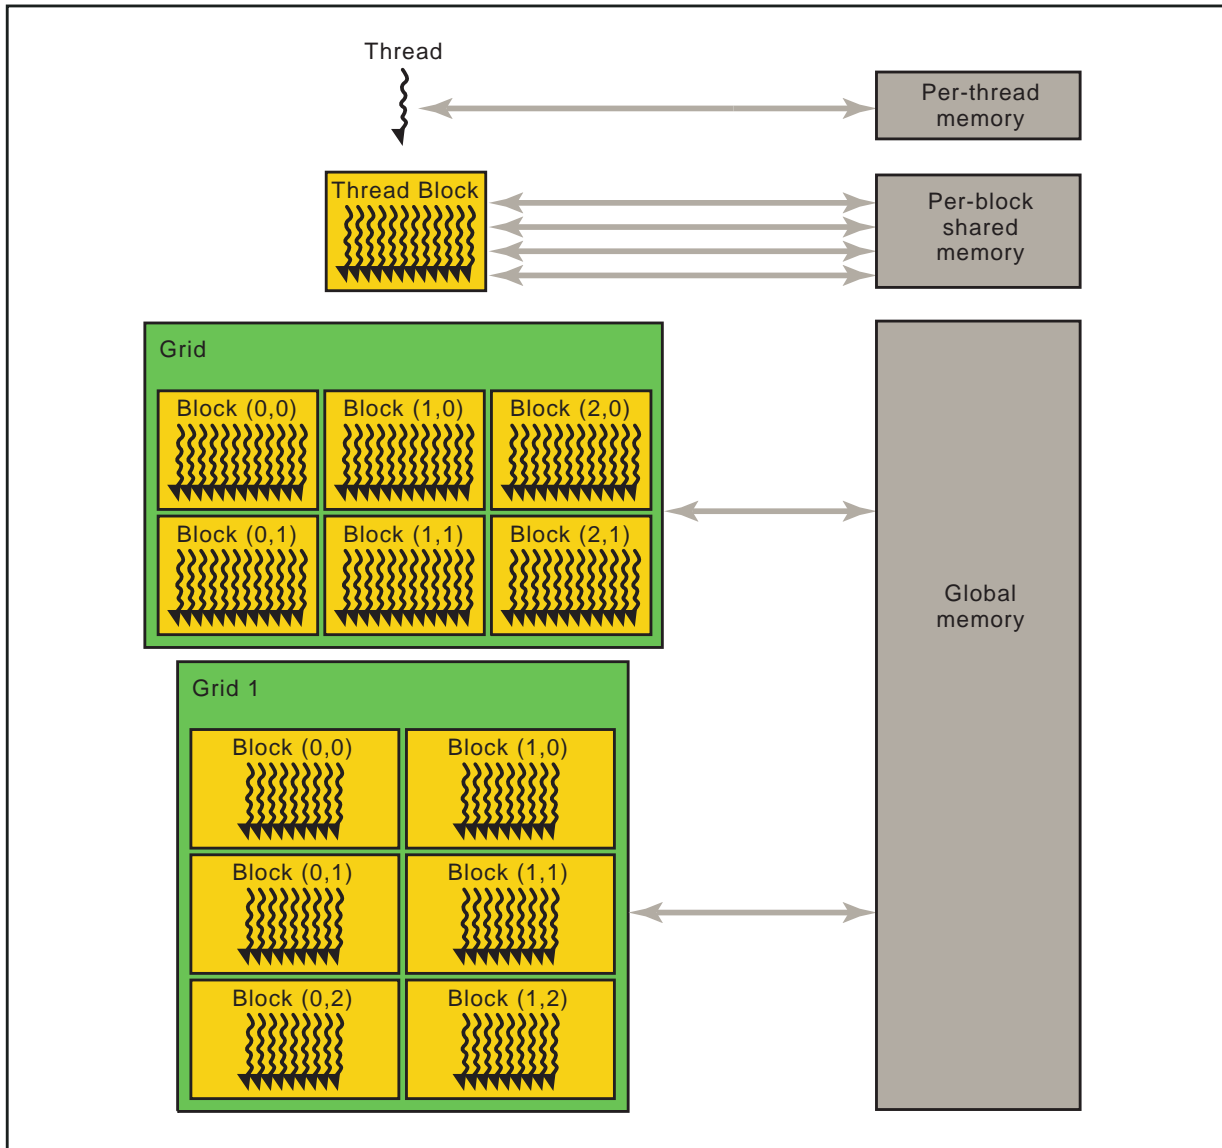 Thread
Per-thread
memory
Thread Block
Per-block
shared
memory
Grid
Block (0,0)
Block (1,0)
Block (2,0)
Block (0,1)
Block (1,1)
Block (2,1)
Global
memory
Grid 1
Block (0,0)
Block (1,0)
Block (0,1)
Block (1,1)
Block (0,2)
Block (1,2)